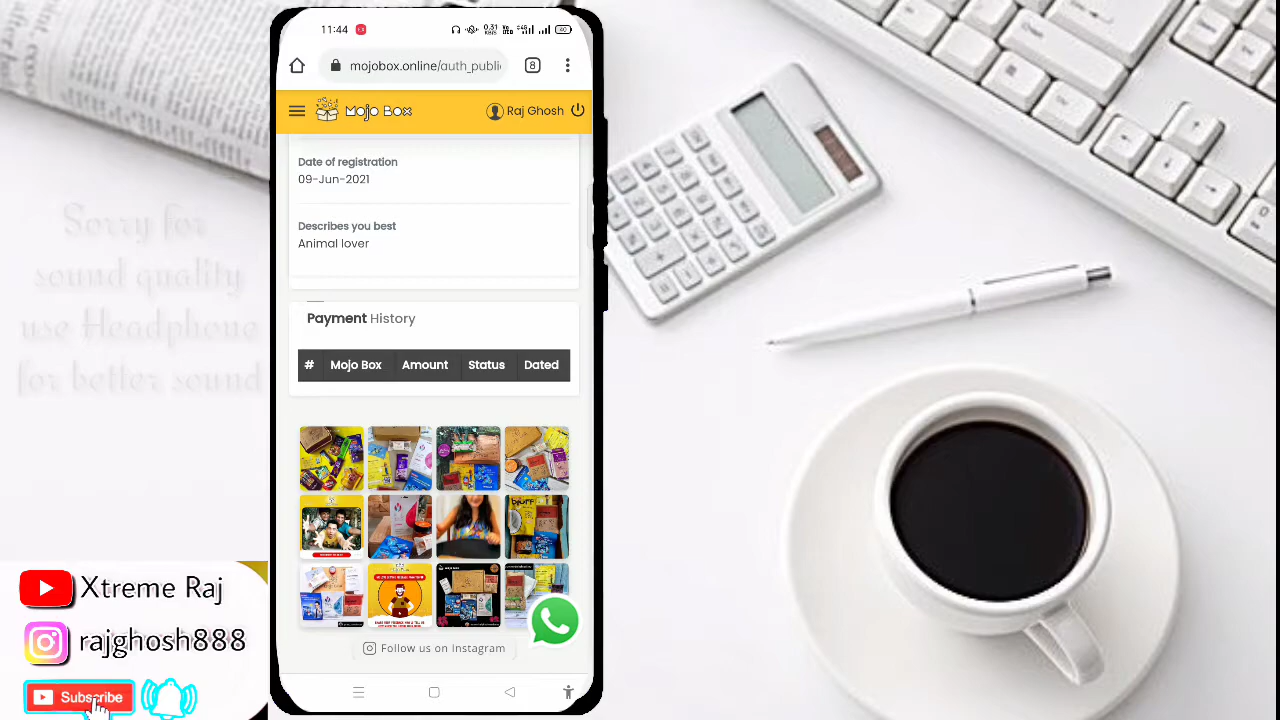 Sorry for
sound quality
use Headphone
for better sound
Xtreme Raj
rajghosh888
Subscribe
11:44
mojobox.online/auth_publi
8
Mojo Box
Raj Ghosh
Date of registration
09-Jun-2021
Describes you best
Animal lover
Payment History
# Mojo Box Amount Status Dated
Follow us on Instagram